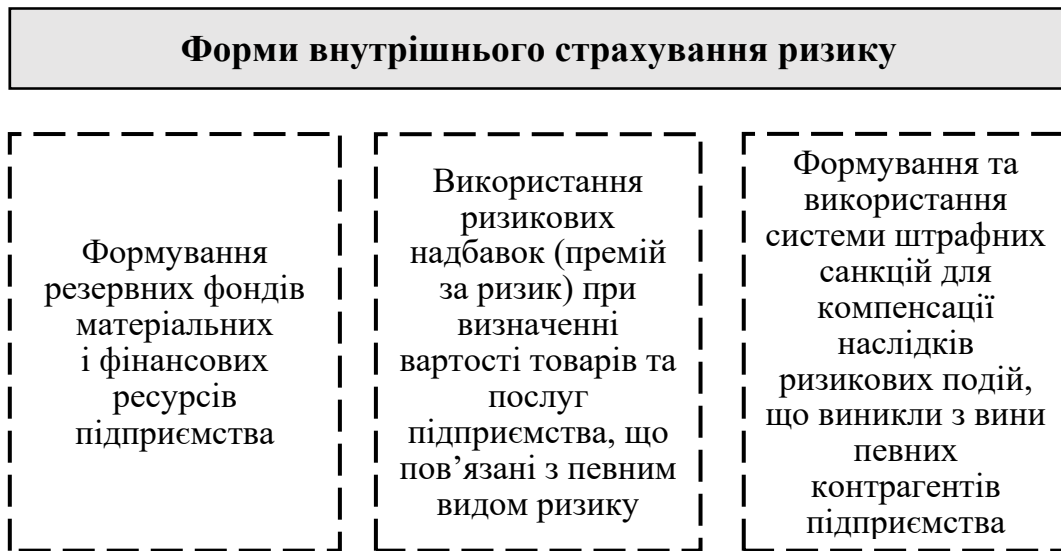 Форми внутрішнього страхування ризику
Формування
резервних фондів
матеріальних
і фінансових
ресурсів
підприємства
Використання
ризикових
надбавок (премій
за ризик) при
визначенні
вартості товарів та
послуг
підприємства, що
пов’язані з певним
видом ризику
Формування та
використання
системи штрафних
санкцій для
компенсації
наслідків
ризикових подій,
що виникли з вини
певних
контрагентів
підприємства